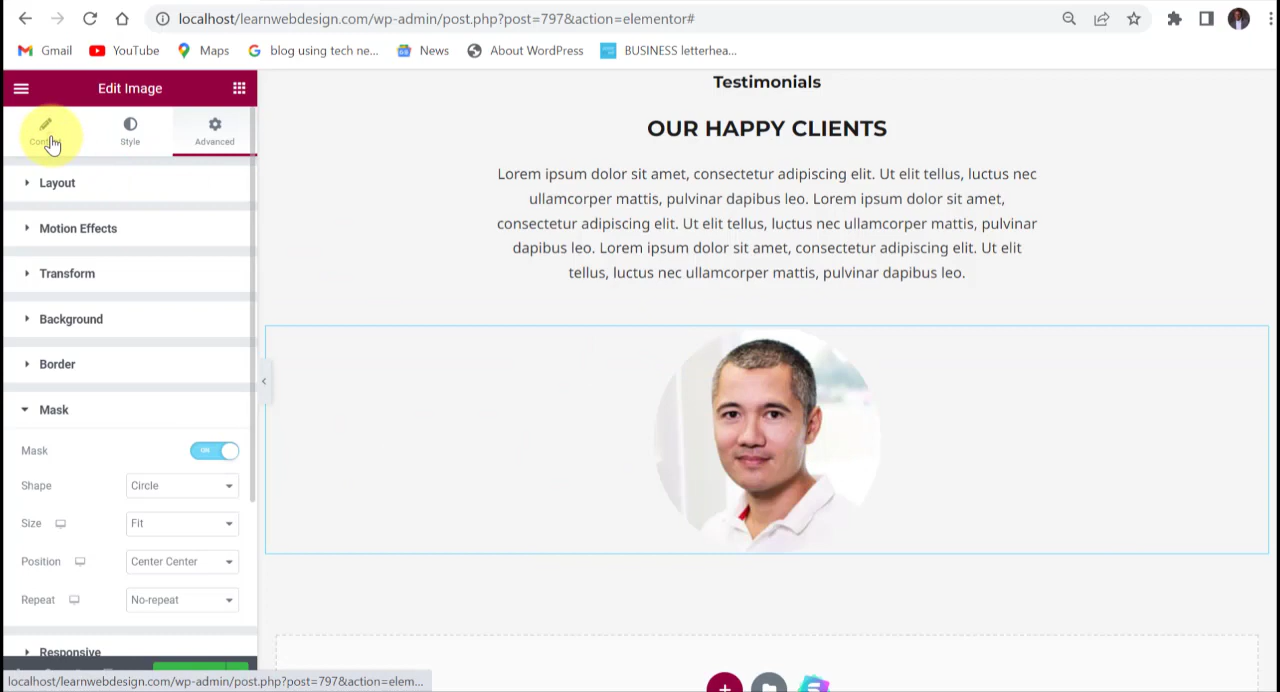 localhost/learnwebdesign.com/wp-admin/post.php?post=797&action=elementor#
Gmail YouTube Maps blog using tech ne... News About WordPress BUSINESS letterhea...
Edit Image
Style Advanced
Layout
Motion Effects
Transform
Background
Border
Mask
Mask ON
Shape Circle
Size Fit
Position Center Center
Repeat No-repeat
Responsive
localhost/learnwebdesign.com/wp-admin/post.php?post=797&action=elem...
Testimonials
OUR HAPPY CLIENTS
Lorem ipsum dolor sit amet, consectetur adipiscing elit. Ut elit tellus, luctus nec
ullamcorper mattis, pulvinar dapibus leo. Lorem ipsum dolor sit amet,
consectetur adipiscing elit. Ut elit tellus, luctus nec ullamcorper mattis, pulvinar
dapibus leo. Lorem ipsum dolor sit amet, consectetur adipiscing elit. Ut elit
tellus, luctus nec ullamcorper mattis, pulvinar dapibus leo.